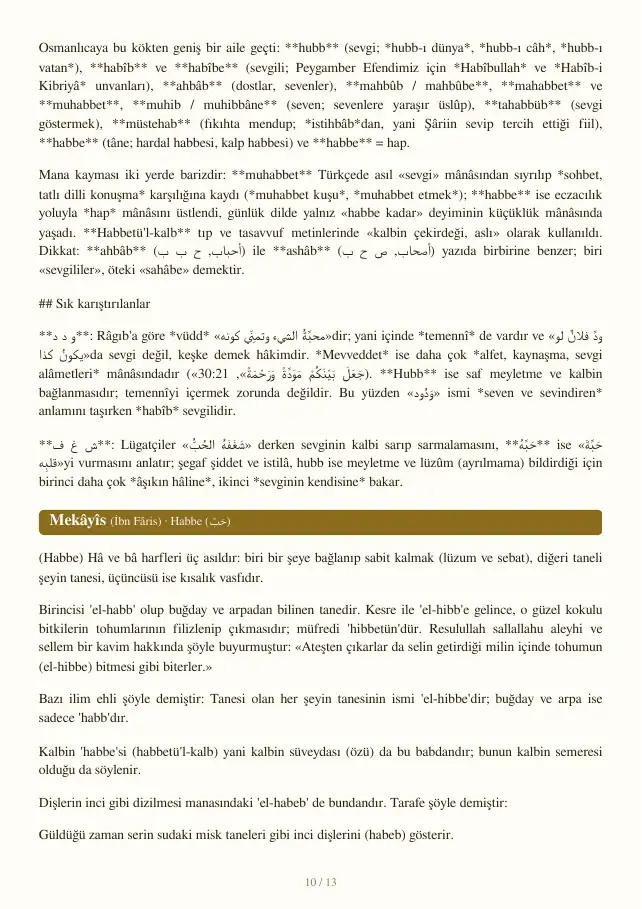 Osmanlıcaya bu kökten geniş bir aile geçti: **hubb** (sevgi; *hubb-ı dünya*, *hubb-ı câh*, *hubb-ı
vatan*), **habîb** ve **habîbe** (sevgili; Peygamber Efendimiz için *Habîbullah* ve *Habîb-i
Kibriyâ* unvanları), **ahbâb** (dostlar, sevenler), **mahbûb / mahbûbe**, **mahabbet** ve
**muhabbet**, **muhib / muhibbâne** (seven; sevenlere yaraşır üslûp), **tahabbüb** (sevgi
göstermek), **müstehab** (fıkıhta mendup; *istihbâb*dan, yani Şâriin sevip tercih ettiği fiil),
**habbe** (tâne; hardal habbesi, kalp habbesi) ve **habbe** = hap.
Mana kayması iki yerde barizdir: **muhabbet** Türkçede asıl «sevgi» mânâsından sıyrılıp *sohbet,
tatlı dilli konuşma* karşılığına kaydı (*muhabbet kuşu*, *muhabbet etmek*); **habbe** ise eczacılık
yoluyla *hap* mânâsını üstlendi, günlük dilde yalnız «habbe kadar» deyiminin küçüklük mânâsında
yaşadı. **Habbetü'l-kalb** tıp ve tasavvuf metinlerinde «kalbin çekirdeği, aslı» olarak kullanıldı.
Dikkat: **ahbâb** (أحباب, ح ب ب) ile **ashâb** (أصحاب, ص ح ب) yazıda birbirine benzer; biri
«sevgililer», öteki «sahâbe» demektir.
## Sık karıştırılanlar
**و د د**: Râgıb'a göre *vüdd* «محبّةُ الشيء وتمنّي كونه»dir; yani içinde *temennî* de vardır ve «ودّ فلانٌ لو
يكونُ كذا»da sevgi değil, keşke demek hâkimdir. *Mevveddet* ise daha çok *alfet, kaynaşma, sevgi
alâmetleri* mânâsındadır («جَعَلَ بَيْنَكُمْ مَوَدَّةً وَرَحْمَةً», 30:21). **Hubb** ise saf meyletme ve kalbin
bağlanmasıdır; temennîyi içermek zorunda değildir. Bu yüzden «وَدُود» ismi *seven ve sevindiren*
anlamını taşırken *habîb* sevgilidir.
**ش غ ف**: Lügatçiler «شَغَفَهُ الحُبُّ» derken sevginin kalbi sarıp sarmalamasını, **حَبَّهُ** ise «حَبَّةَ
قلبِه»yi vurmasını anlatır; şegaf şiddet ve istilâ, hubb ise meyletme ve lüzûm (ayrılmama) bildirdiği için
birinci daha çok *âşıkın hâline*, ikinci *sevginin kendisine* bakar.
Mekâyîs (İbn Fâris) · Habbe (حَبّ)
(Habbe) Hâ ve bâ harfleri üç asıldır: biri bir şeye bağlanıp sabit kalmak (lüzum ve sebat), diğeri taneli
şeyin tanesi, üçüncüsü ise kısalık vasfıdır.
Birincisi 'el-habb' olup buğday ve arpadan bilinen tanedir. Kesre ile 'el-hibb'e gelince, o güzel kokulu
bitkilerin tohumlarının filizlenip çıkmasıdır; müfredi 'hibbetün'dür. Resulullah sallallahu aleyhi ve
sellem bir kavim hakkında şöyle buyurmuştur: «Ateşten çıkarlar da selin getirdiği milin içinde tohumun
(el-hibbe) bitmesi gibi biterler.»
Bazı ilim ehli şöyle demiştir: Tanesi olan her şeyin tanesinin ismi 'el-hibbe'dir; buğday ve arpa ise
sadece 'habb'dır.
Kalbin 'habbe'si (habbetü'l-kalb) yani kalbin süveydası (özü) da bu babdandır; bunun kalbin semeresi
olduğu da söylenir.
Dişlerin inci gibi dizilmesi manasındaki 'el-habeb' de bundandır. Tarafe şöyle demiştir:
Güldüğü zaman serin sudaki misk taneleri gibi inci dişlerini (habeb) gösterir.
10 / 13